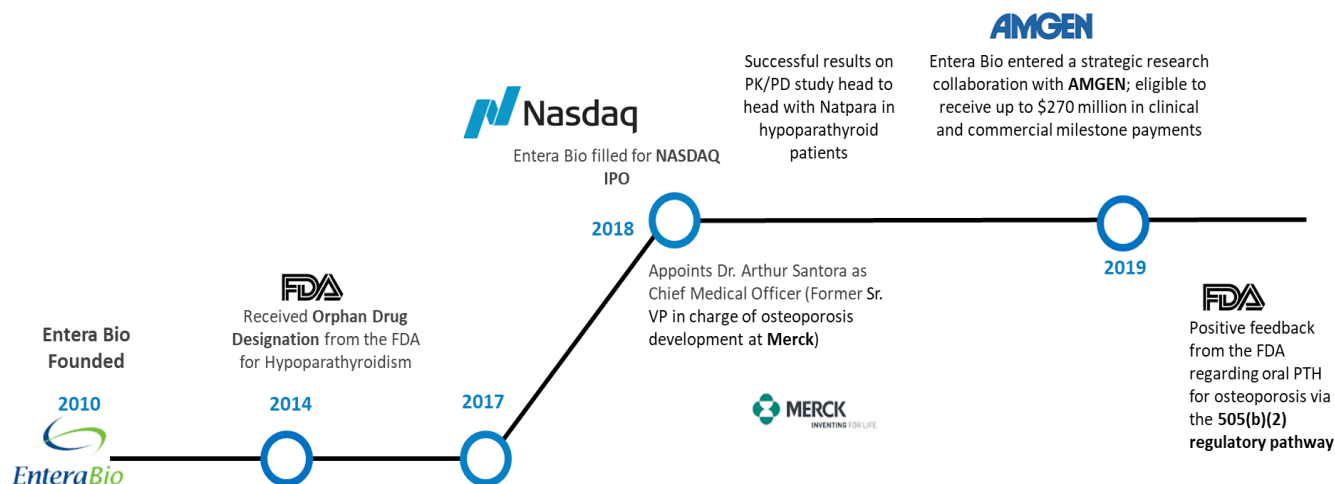 Entera Bio
Founded
2010
EnteraBio
FDA
Received Orphan Drug
Designation from the FDA
for Hypoparathyroidism
2014
2017
Nasdaq
Entera Bio filled for NASDAQ
IPO
2018
Appoints Dr. Arthur Santora as
Chief Medical Officer (Former Sr.
VP in charge of osteoporosis
development at Merck)
MERCK
INVENTING FOR LIFE
Successful results on
PK/PD study head to
head with Natpara in
hypoparathyroid
patients
AMGEN
Entera Bio entered a strategic research
collaboration with AMGEN; eligible to
receive up to $270 million in clinical
and commercial milestone payments
2019
FDA
Positive feedback
from the FDA
regarding oral PTH
for osteoporosis via
the 505(b)(2)
regulatory pathway